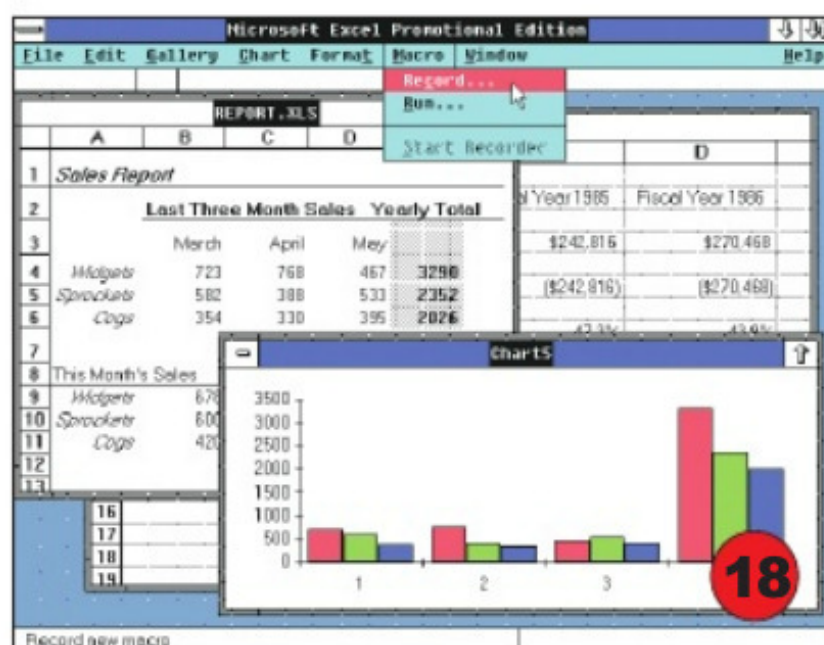 Microsoft Excel Promotional Edition
File Edit Gallery Chart Format Macro Window Help
Record...
Run...
Start Recorder
REPORT.XLS
A B C D
1 Sales Report
2 Last Three Month Sales Yearly Total
3 March April May
4 Widgets 723 768 467 3290
5 Sprockets 582 388 533 2352
6 Cogs 354 330 395 2026
7
8 This Month's Sales
9 Widgets 678
10 Sprockets 600
11 Cogs 420
12
13
16
17
18
19
D
Year 1985 Fiscal Year 1986
$242,816 $270,468
($242,816) ($270,468)
43.9%
Chart5
3500
3000
2500
2000
1500
1000
500
0
1 2 3
18
Record new macro